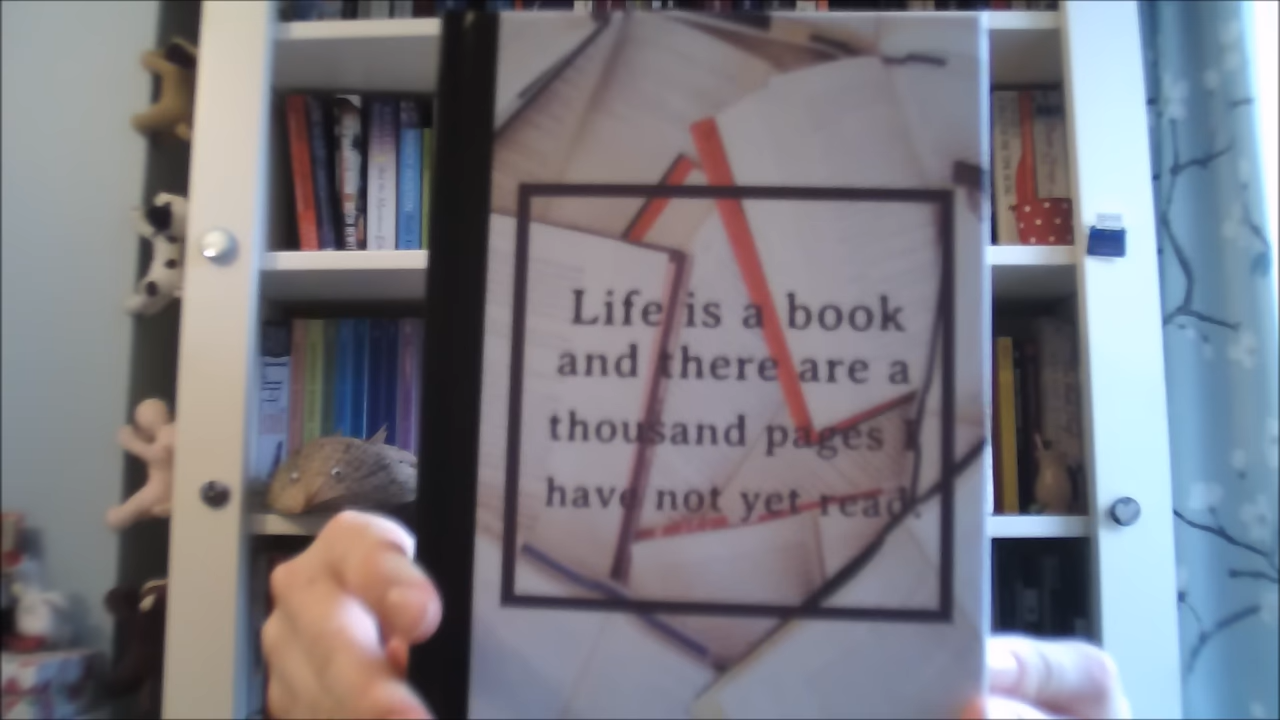 Life is a book
and there are a
thousand pages I
have not yet read.